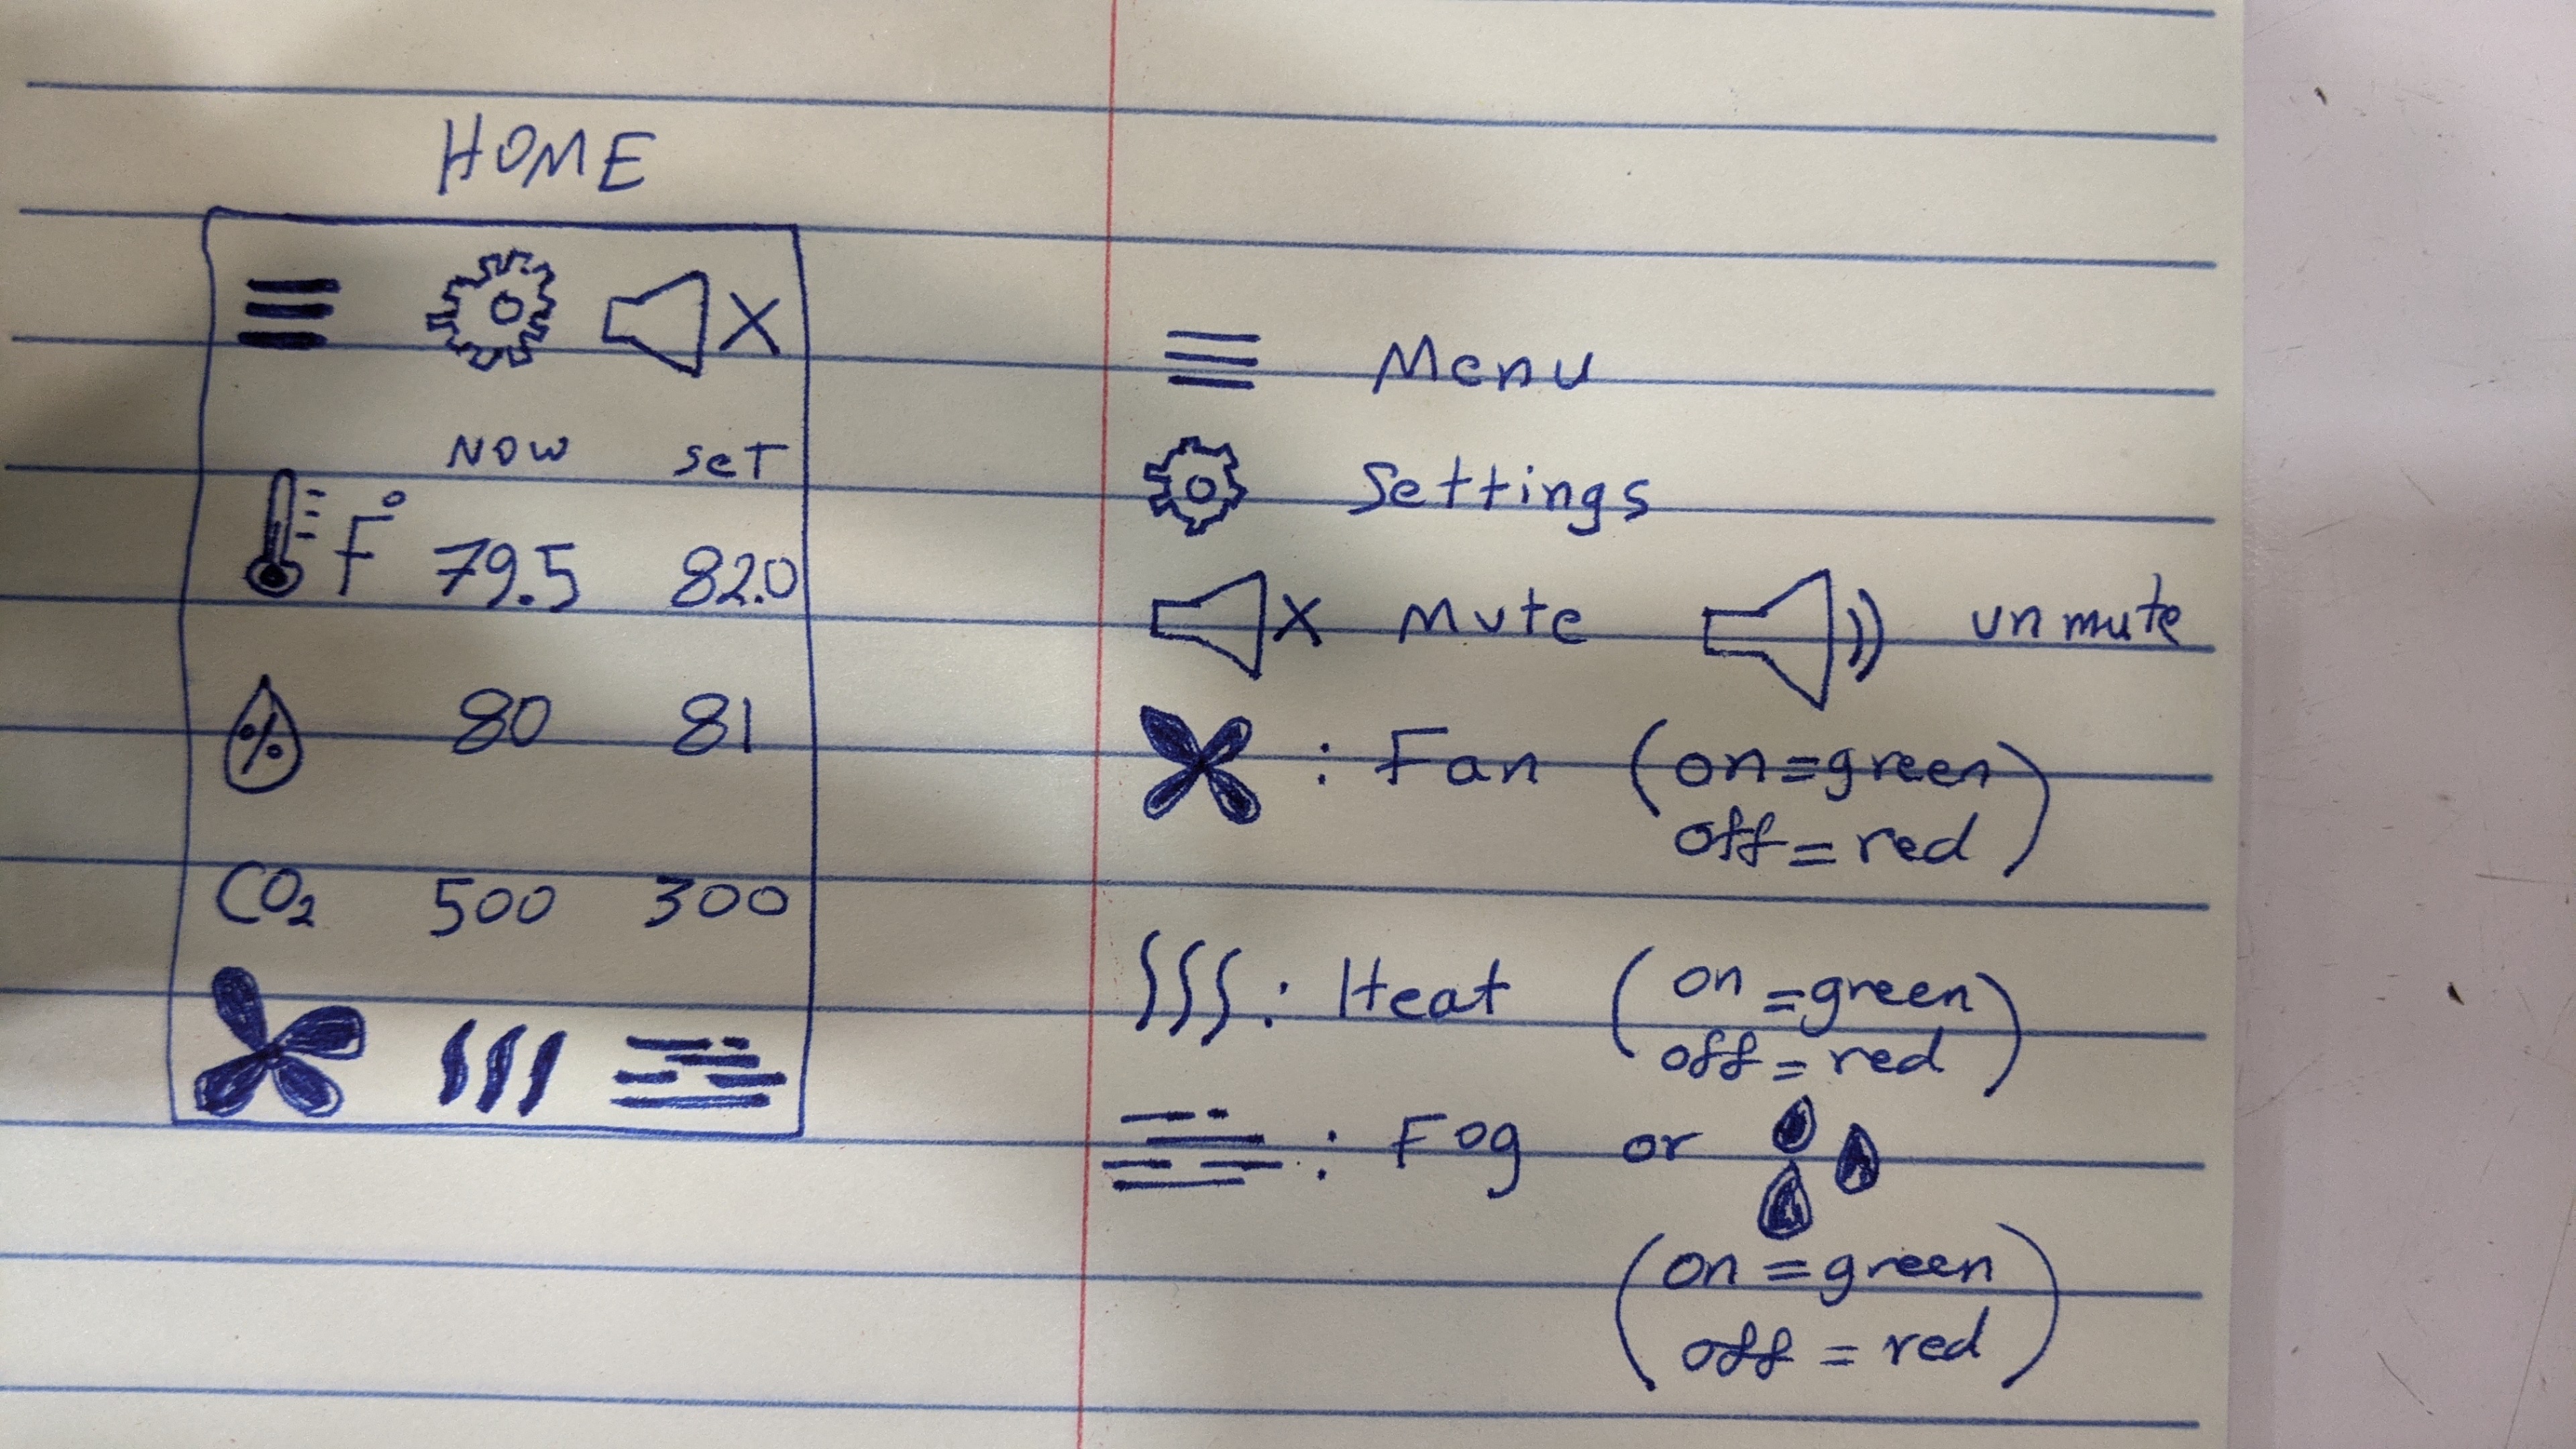 HOME
NOW SET
F° 79.5 82.0
% 80 81
CO₂ 500 300
Menu
Settings
X Mute unmute
: Fan (on=green
off=red)
: Heat (on=green
off=red)
: Fog or
(on=green
off=red)